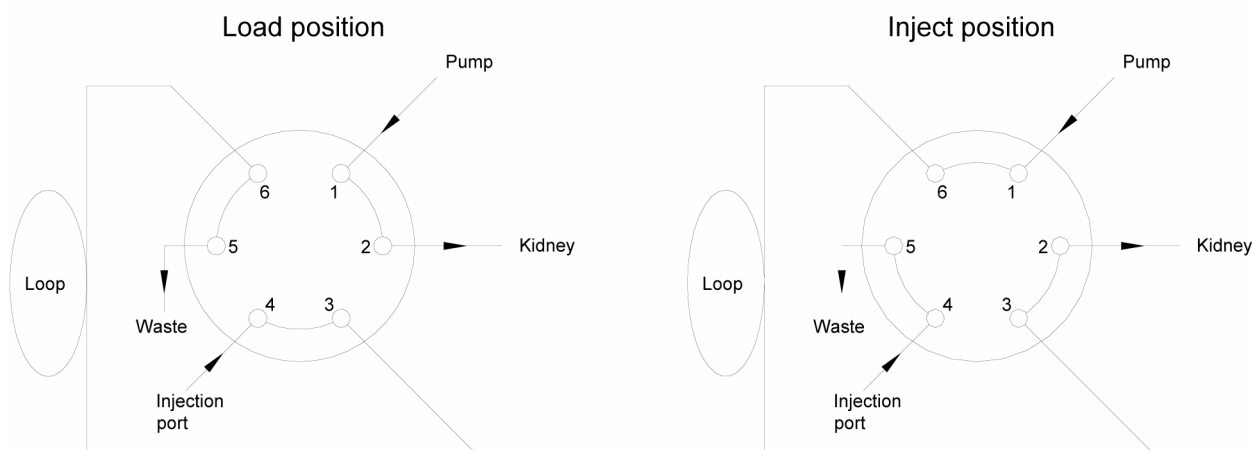 Load position
Pump
6
1
5
2
Kidney
Loop
4
3
Waste
Injection
port
Inject position
Pump
6
1
5
2
Kidney
Loop
4
3
Waste
Injection
port